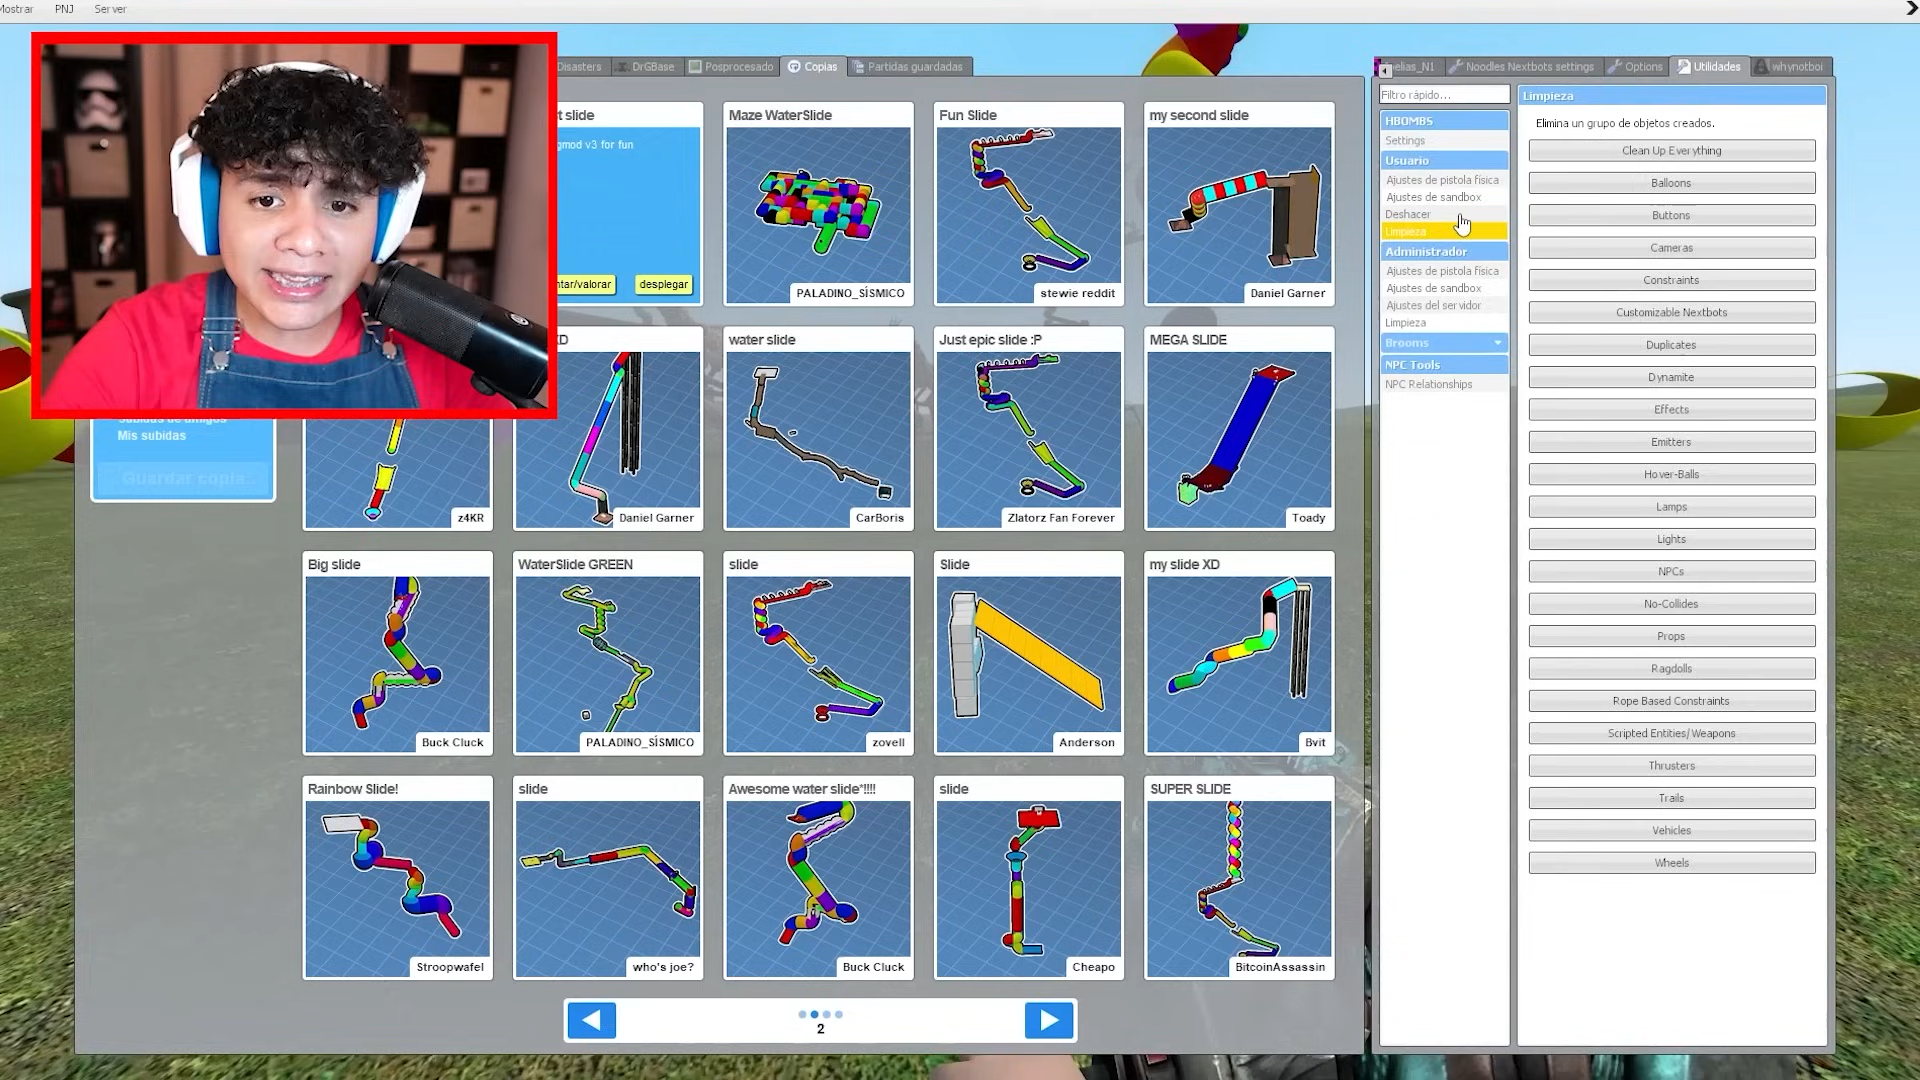 Mostrar PNJ Server
Disasters DrGBase Posprocesado Copias Partidas guardadas
elias_N1 Noodles Nextbots settings Options Utilidades whynotboi
Filtro rápido...
HBOMBS
Settings
Usuario
Ajustes de pistola física
Ajustes de sandbox
Deshacer
Limpieza
Administrador
Ajustes de pistola física
Ajustes de sandbox
Ajustes del servidor
Limpieza
Brooms
NPC Tools
NPC Relationships
Limpieza
Elimina un grupo de objetos creados.
Clean Up Everything
Balloons
Buttons
Cameras
Constraints
Customizable Nextbots
Duplicates
Dynamite
Effects
Emitters
Hover-Balls
Lamps
Lights
NPCs
No-Collides
Props
Ragdolls
Rope Based Constraints
Scripted Entities/Weapons
Thrusters
Trails
Vehicles
Wheels
slide
gmod v3 for fun
ntar/valorar desplegar
Maze WaterSlide
PALADINO_SÍSMICO
Fun Slide
stewie reddit
my second slide
Daniel Garner
Subidas de amigos
Mis subidas
Guardar copia
z4KR
XD
Daniel Garner
water slide
CarBoris
Just epic slide :P
Zlatorz Fan Forever
MEGA SLIDE
Toady
Big slide
Buck Cluck
WaterSlide GREEN
PALADINO_SÍSMICO
slide
zovell
Slide
Anderson
my slide XD
Bvit
Rainbow Slide!
Stroopwafel
slide
who's joe?
Awesome water slide*!!!!
Buck Cluck
slide
Cheapo
SUPER SLIDE
BitcoinAssassin
2